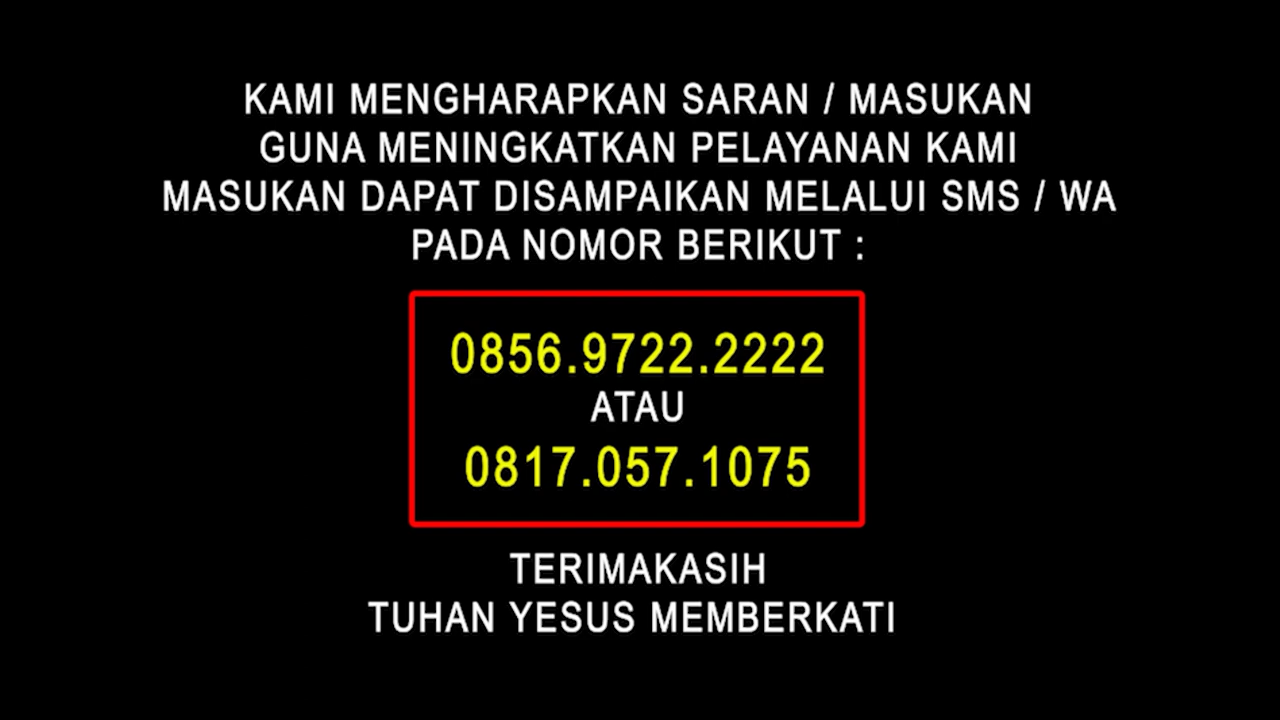 KAMI MENGHARAPKAN SARAN / MASUKAN
GUNA MENINGKATKAN PELAYANAN KAMI
MASUKAN DAPAT DISAMPAIKAN MELALUI SMS / WA
PADA NOMOR BERIKUT :
0856.9722.2222
ATAU
0817.057.1075
TERIMAKASIH
TUHAN YESUS MEMBERKATI